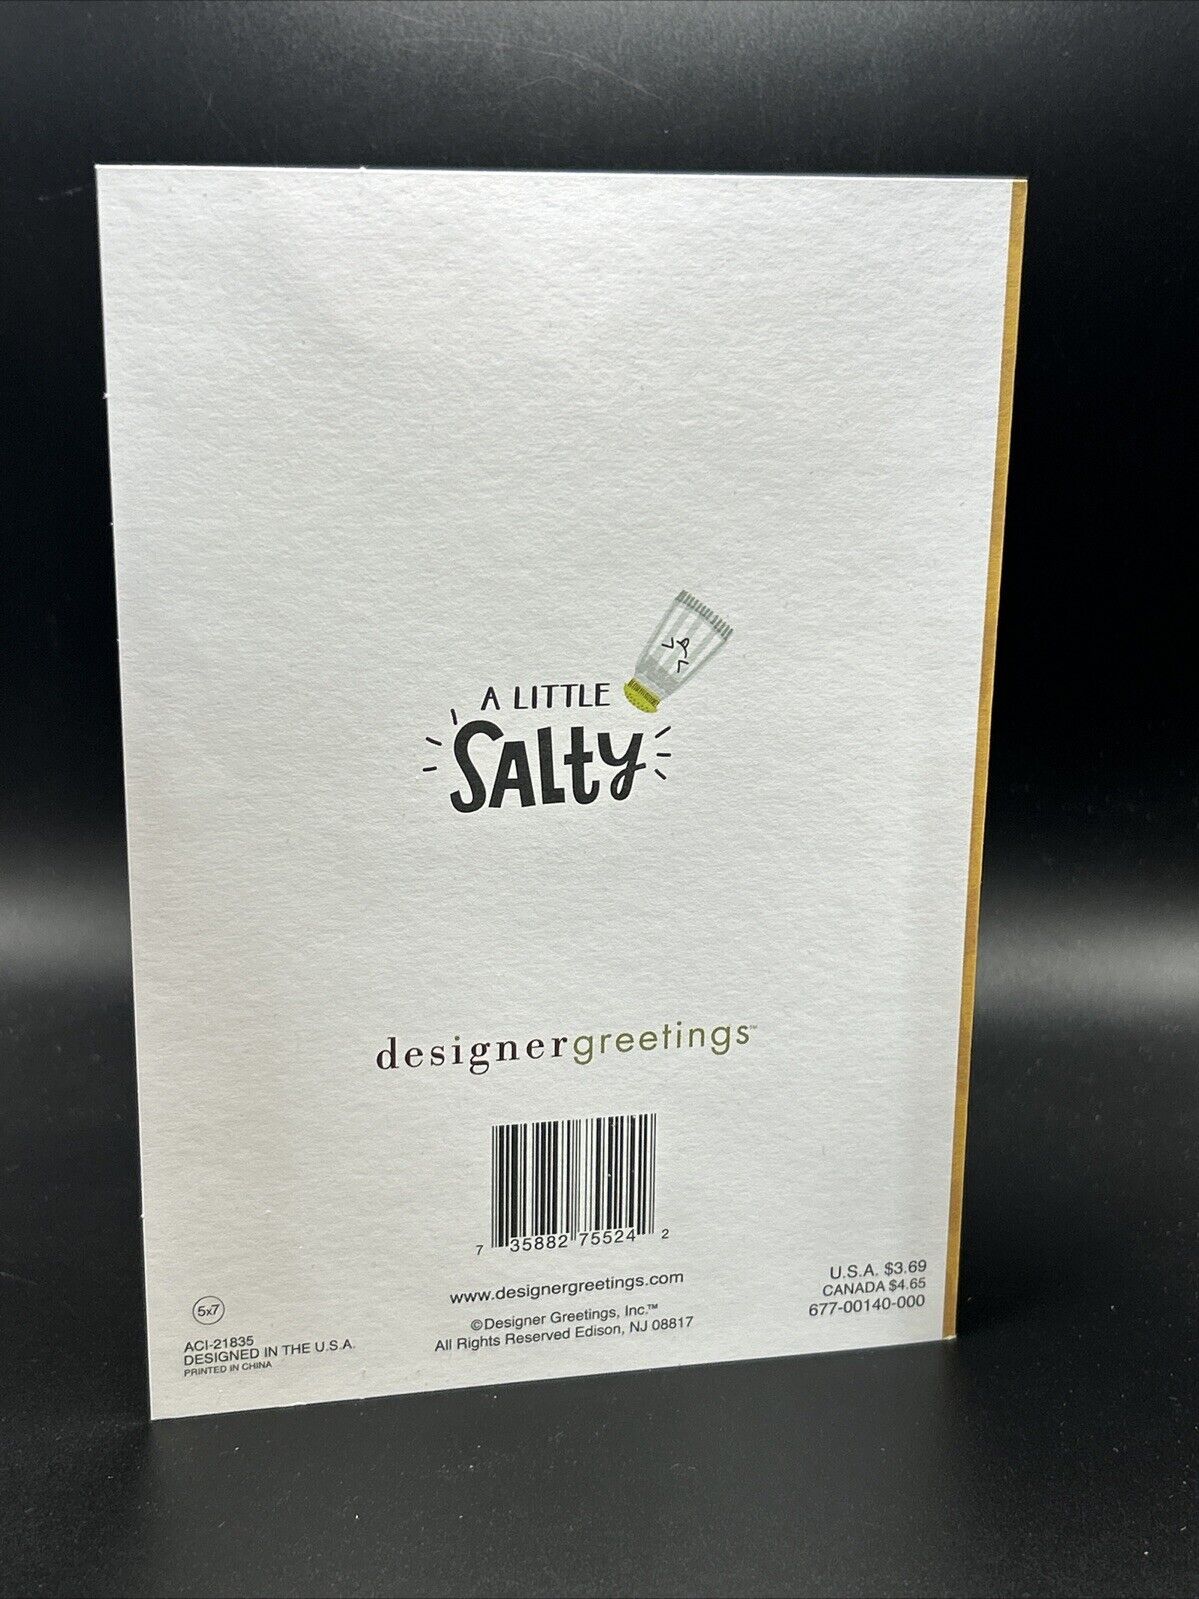 A LITTLE
SALty
designergreetings™
7 35882 75524 2
www.designergreetings.com
©Designer Greetings, Inc.™
All Rights Reserved Edison, NJ 08817
5x7
ACI-21835
DESIGNED IN THE U.S.A.
PRINTED IN CHINA
U.S.A. $3.69
CANADA $4.65
677-00140-000